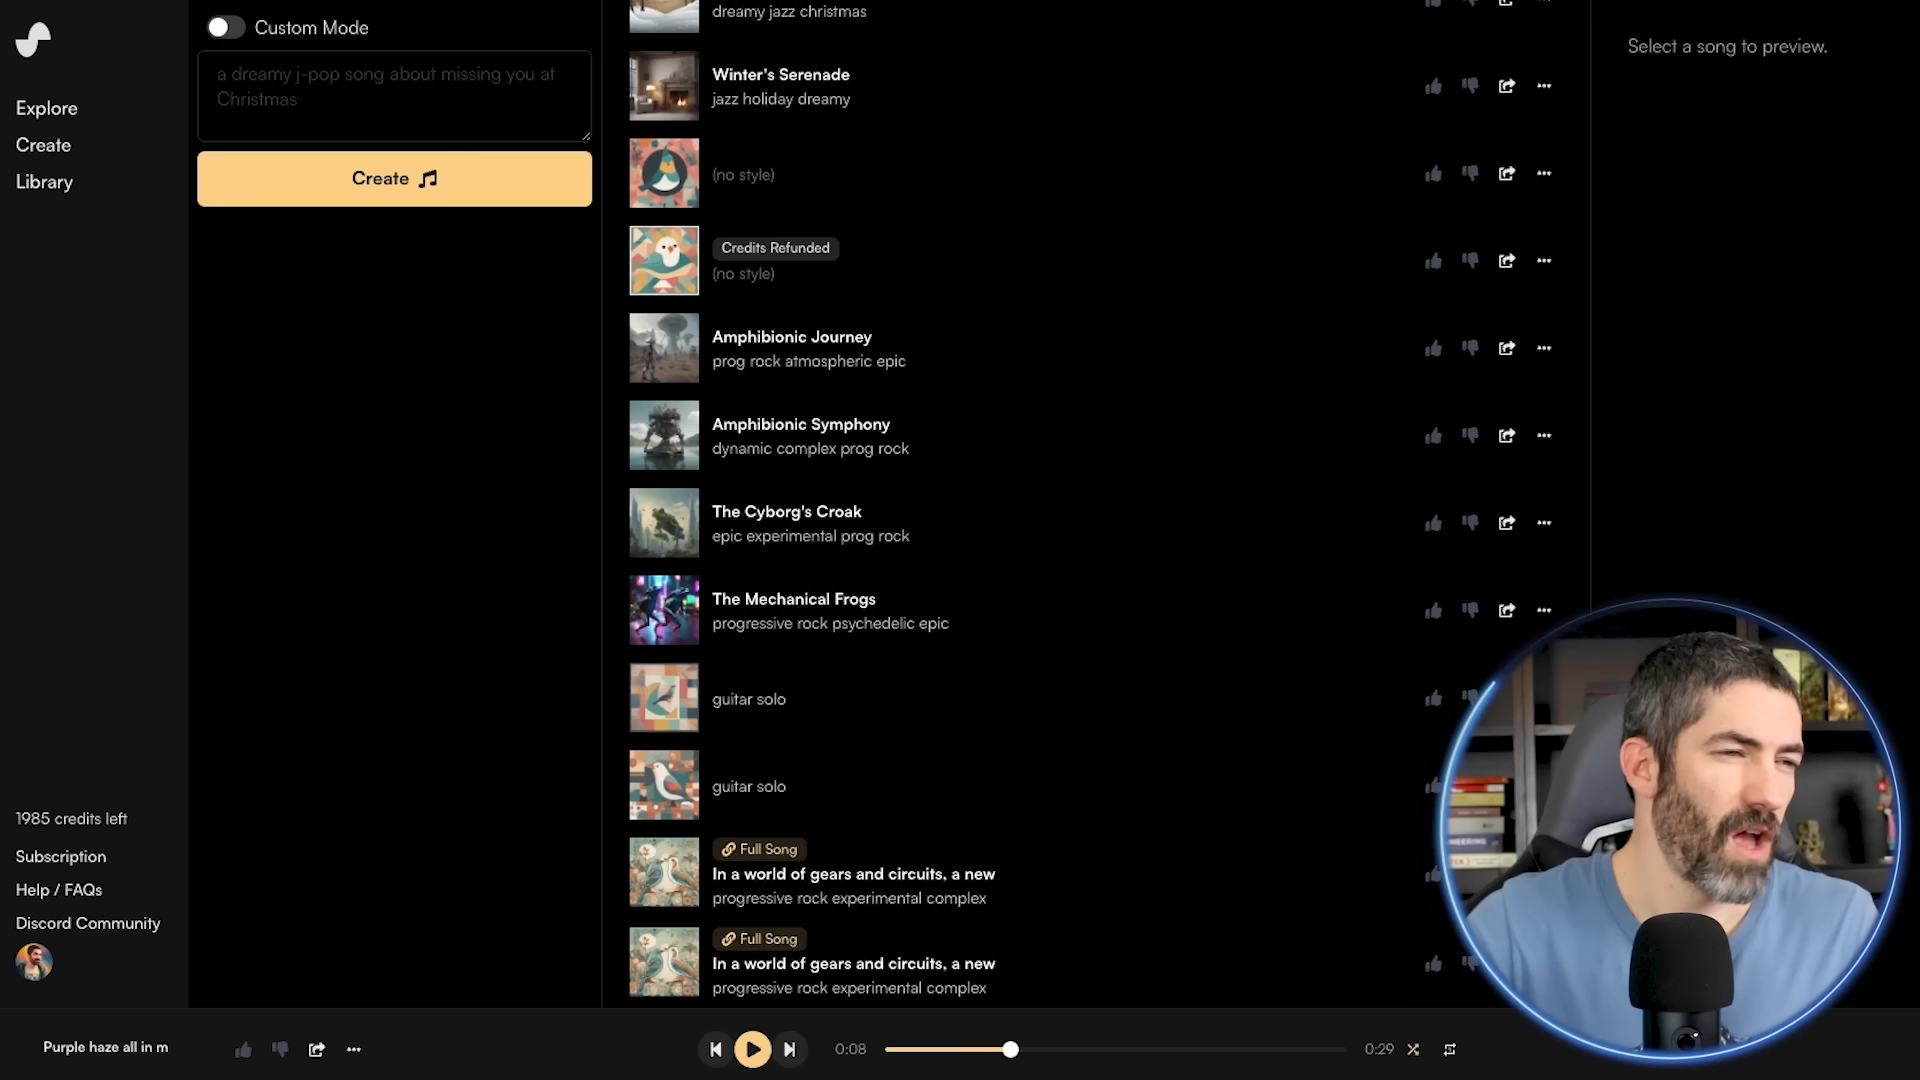 Custom Mode
a dreamy j-pop song about missing you at
Christmas
Create
Explore
Create
Library
1985 credits left
Subscription
Help / FAQs
Discord Community
dreamy jazz christmas
Winter's Serenade
jazz holiday dreamy
(no style)
Credits Refunded
(no style)
Amphibionic Journey
prog rock atmospheric epic
Amphibionic Symphony
dynamic complex prog rock
The Cyborg's Croak
epic experimental prog rock
The Mechanical Frogs
progressive rock psychedelic epic
guitar solo
guitar solo
Full Song
In a world of gears and circuits, a new
progressive rock experimental complex
Full Song
In a world of gears and circuits, a new
progressive rock experimental complex
Select a song to preview.
Purple haze all in m
0:08
0:29